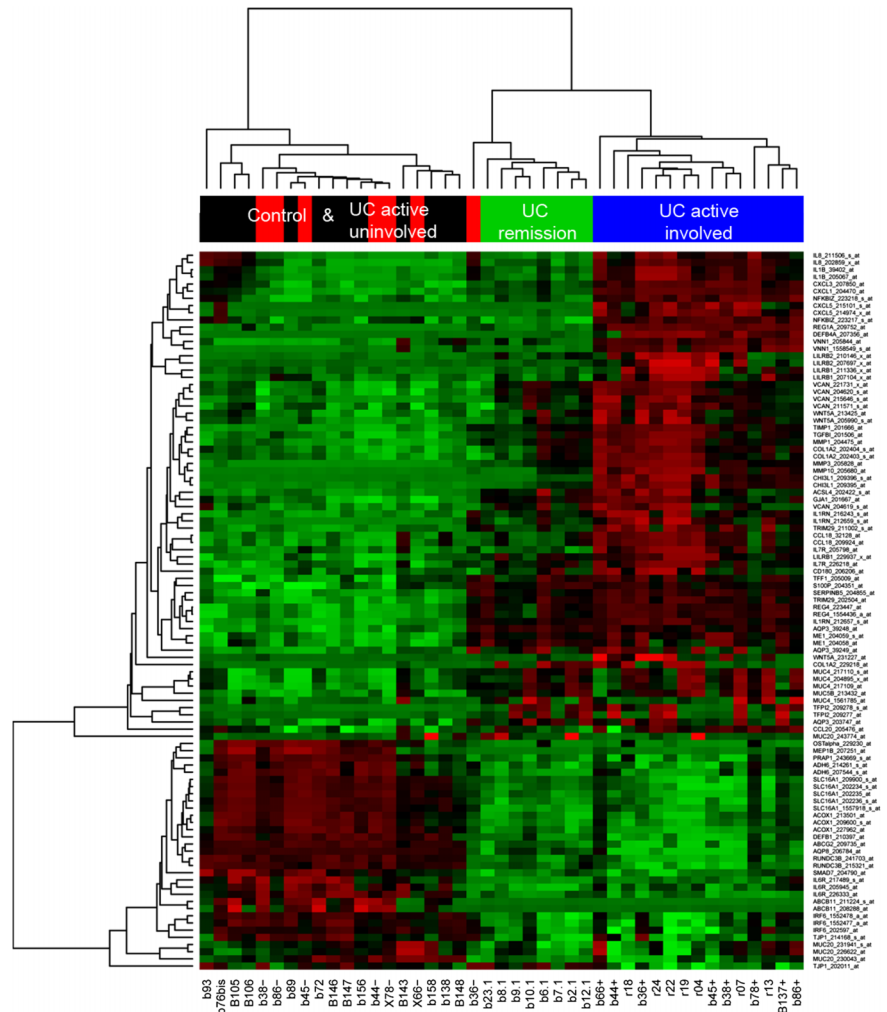 Control & UC active
uninvolved
UC
remission
UC active
involved
IL8_211506_s_at
IL8_202859_x_at
IL1B_39402_at
IL1B_205067_at
CXCL3_207850_at
CXCL1_204470_at
NFKBIZ_223218_s_at
CXCL5_215101_s_at
CXCL5_214974_x_at
NFKBIZ_223217_s_at
REG1A_209752_at
DEFB4A_207356_at
VNN1_205844_at
VNN1_1558549_s_at
LILRB2_210146_x_at
LILRB2_207697_x_at
LILRB1_211336_x_at
LILRB1_207104_x_at
VCAN_221731_x_at
VCAN_204620_s_at
VCAN_215646_s_at
VCAN_211571_s_at
WNT5A_213425_at
WNT5A_205990_s_at
TIMP1_201666_at
TGFBI_201506_at
MMP1_204475_at
COL1A2_202404_s_at
COL1A2_202403_s_at
MMP3_205828_at
MMP10_205680_at
CHI3L1_209396_s_at
CHI3L1_209395_at
ACSL4_202422_s_at
GJA1_201667_at
VCAN_204619_s_at
IL1RN_216243_s_at
IL1RN_212659_s_at
TRIM29_211002_s_at
CCL18_32128_at
CCL18_209924_at
IL7R_205798_at
LILRB1_229937_x_at
IL7R_226218_at
CD180_206206_at
TFF1_205009_at
S100P_204351_at
SERPINB5_204855_at
TRIM29_202504_at
REG4_223447_at
REG4_1554436_a_at
IL1RN_212657_s_at
AQP3_39248_at
ME1_204059_s_at
ME1_204058_at
AQP3_39249_at
WNT5A_231227_at
COL1A2_229218_at
MUC4_217110_s_at
MUC4_204895_x_at
MUC4_217109_at
MUC5B_213432_at
MUC4_1561785_at
TFPI2_209278_s_at
TFPI2_209277_at
AQP3_203747_at
CCL20_205476_at
MUC20_243774_at
OSTalpha_229230_at
MEP1B_207251_at
PRAP1_243669_s_at
ADH6_214261_s_at
ADH6_207544_s_at
SLC16A1_209900_s_at
SLC16A1_202234_s_at
SLC16A1_202235_at
SLC16A1_202236_s_at
SLC16A1_1557918_s_at
ACOX1_213501_at
ACOX1_209600_s_at
ACOX1_227962_at
DEFB1_210397_at
ABCG2_209735_at
AQP8_206784_at
RUNDC3B_241703_at
RUNDC3B_215321_at
SMAD7_204790_at
IL6R_217489_s_at
IL6R_205945_at
IL6R_226333_at
ABCB11_211224_s_at
ABCB11_208288_at
IRF6_1552478_a_at
IRF6_1552477_a_at
IRF6_202597_at
TJP1_214168_s_at
MUC20_231941_s_at
MUC20_226622_at
MUC20_230043_at
TJP1_202011_at
b93 b76bis B105 B106 b38- b86- b89 b45- b72 B146 B147 b156 b44- X78- B143 X66- b158 b138 B148 b36- b23.1 b8.1 b9.1 b10.1 b6.1 b7.1 b2.1 b12.1 b66+ b44+ r18 b36+ r24 r22 r19 r04 b45+ b38+ r07 b78+ r13 B137+ b86+